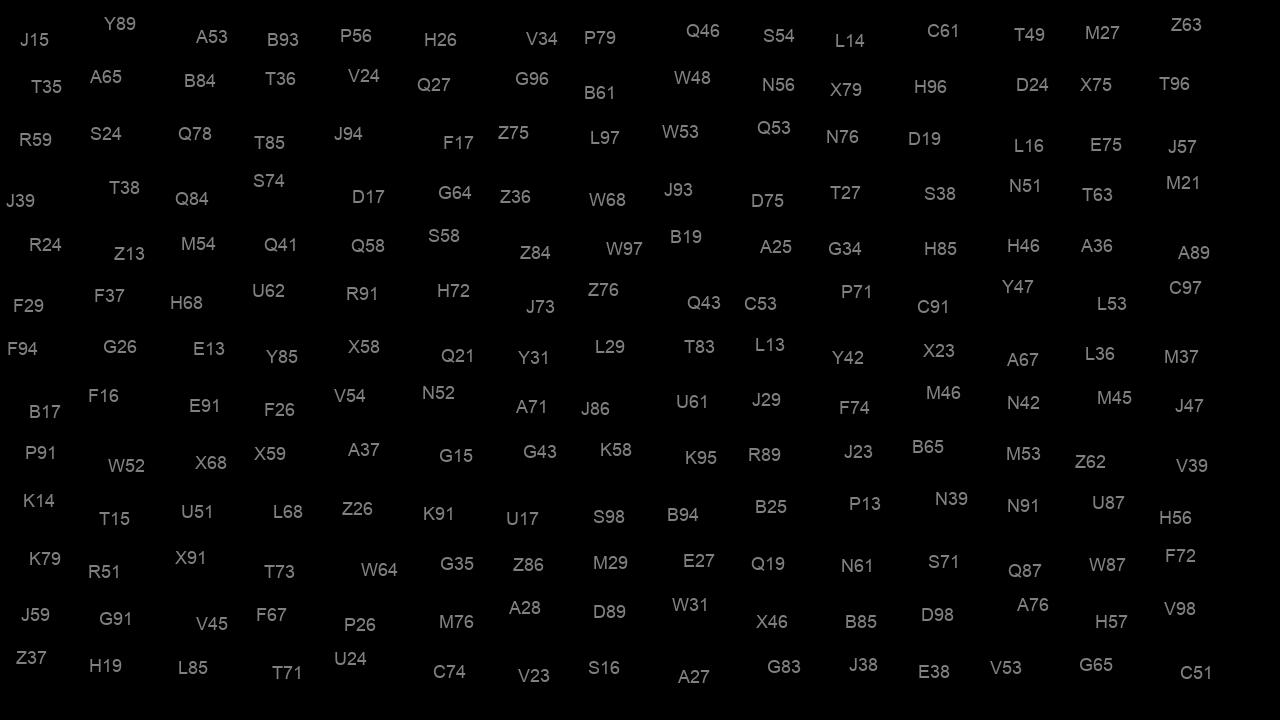 J15 Y89 A53 B93 P56 H26 V34 P79 Q46 S54 L14 C61 T49 M27 Z63
T35 A65 B84 T36 V24 Q27 G96 B61 W48 N56 X79 H96 D24 X75 T96
R59 S24 Q78 T85 J94 F17 Z75 L97 W53 Q53 N76 D19 L16 E75 J57
J39 T38 Q84 S74 D17 G64 Z36 W68 J93 D75 T27 S38 N51 T63 M21
R24 Z13 M54 Q41 Q58 S58 Z84 W97 B19 A25 G34 H85 H46 A36 A89
F29 F37 H68 U62 R91 H72 J73 Z76 Q43 C53 P71 C91 Y47 L53 C97
F94 G26 E13 Y85 X58 Q21 Y31 L29 T83 L13 Y42 X23 A67 L36 M37
B17 F16 E91 F26 V54 N52 A71 J86 U61 J29 F74 M46 N42 M45 J47
P91 W52 X68 X59 A37 G15 G43 K58 K95 R89 J23 B65 M53 Z62 V39
K14 T15 U51 L68 Z26 K91 U17 S98 B94 B25 P13 N39 N91 U87 H56
K79 R51 X91 T73 W64 G35 Z86 M29 E27 Q19 N61 S71 Q87 W87 F72
J59 G91 V45 F67 P26 M76 A28 D89 W31 X46 B85 D98 A76 H57 V98
Z37 H19 L85 T71 U24 C74 V23 S16 A27 G83 J38 E38 V53 G65 C51